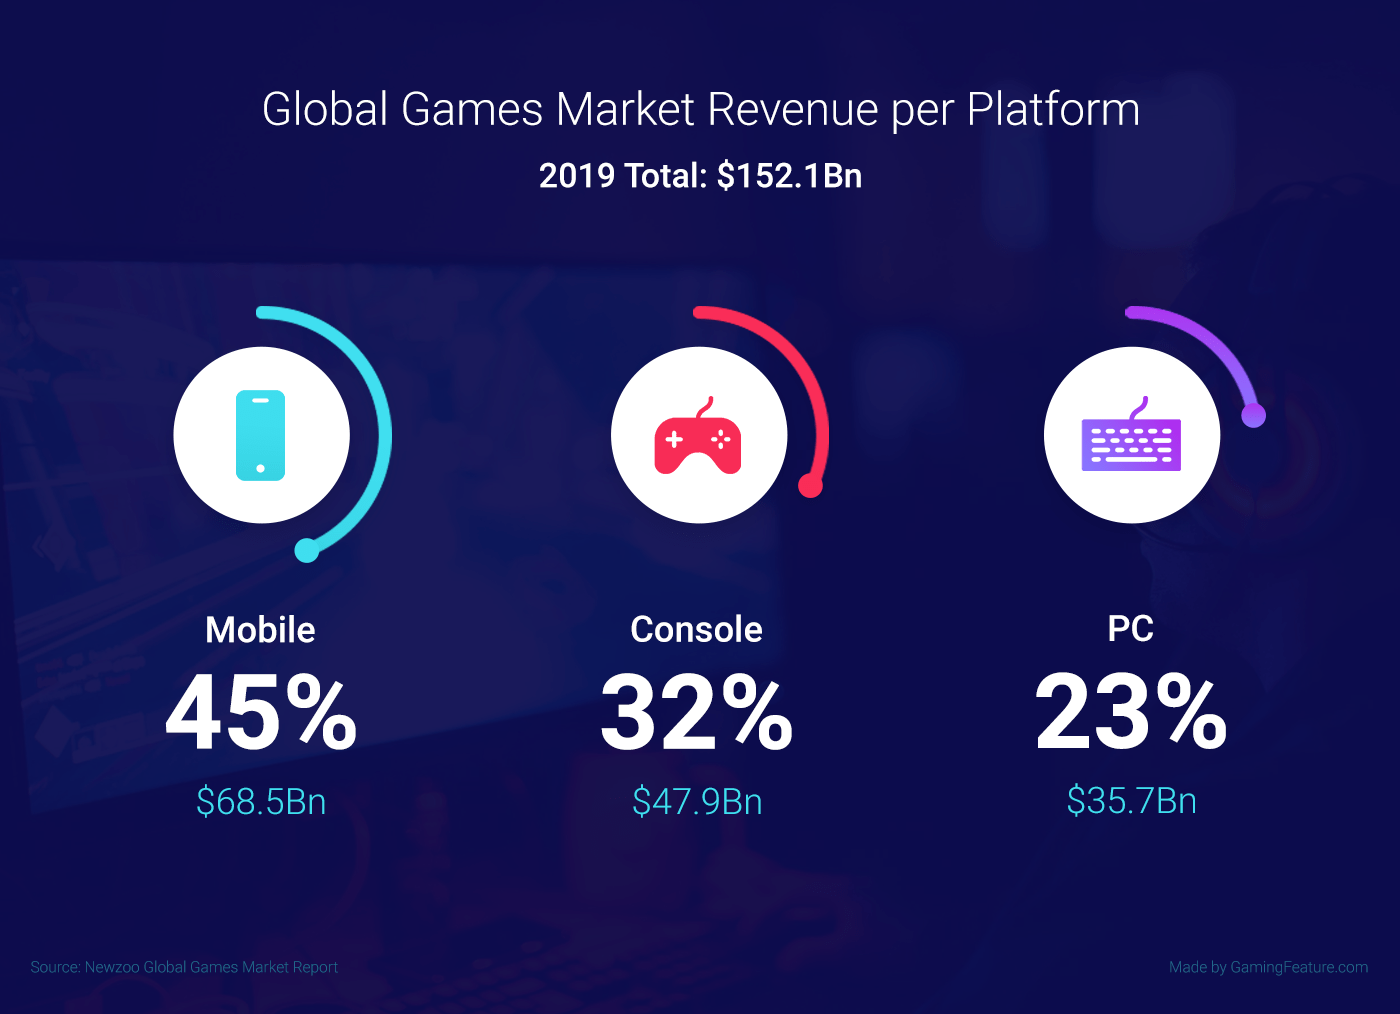 Global Games Market Revenue per Platform
2019 Total: $152.1Bn
Mobile
45%
$68.5Bn
Console
32%
$47.9Bn
PC
23%
$35.7Bn
Source: Newzoo Global Games Market Report
Made by GamingFeature.com